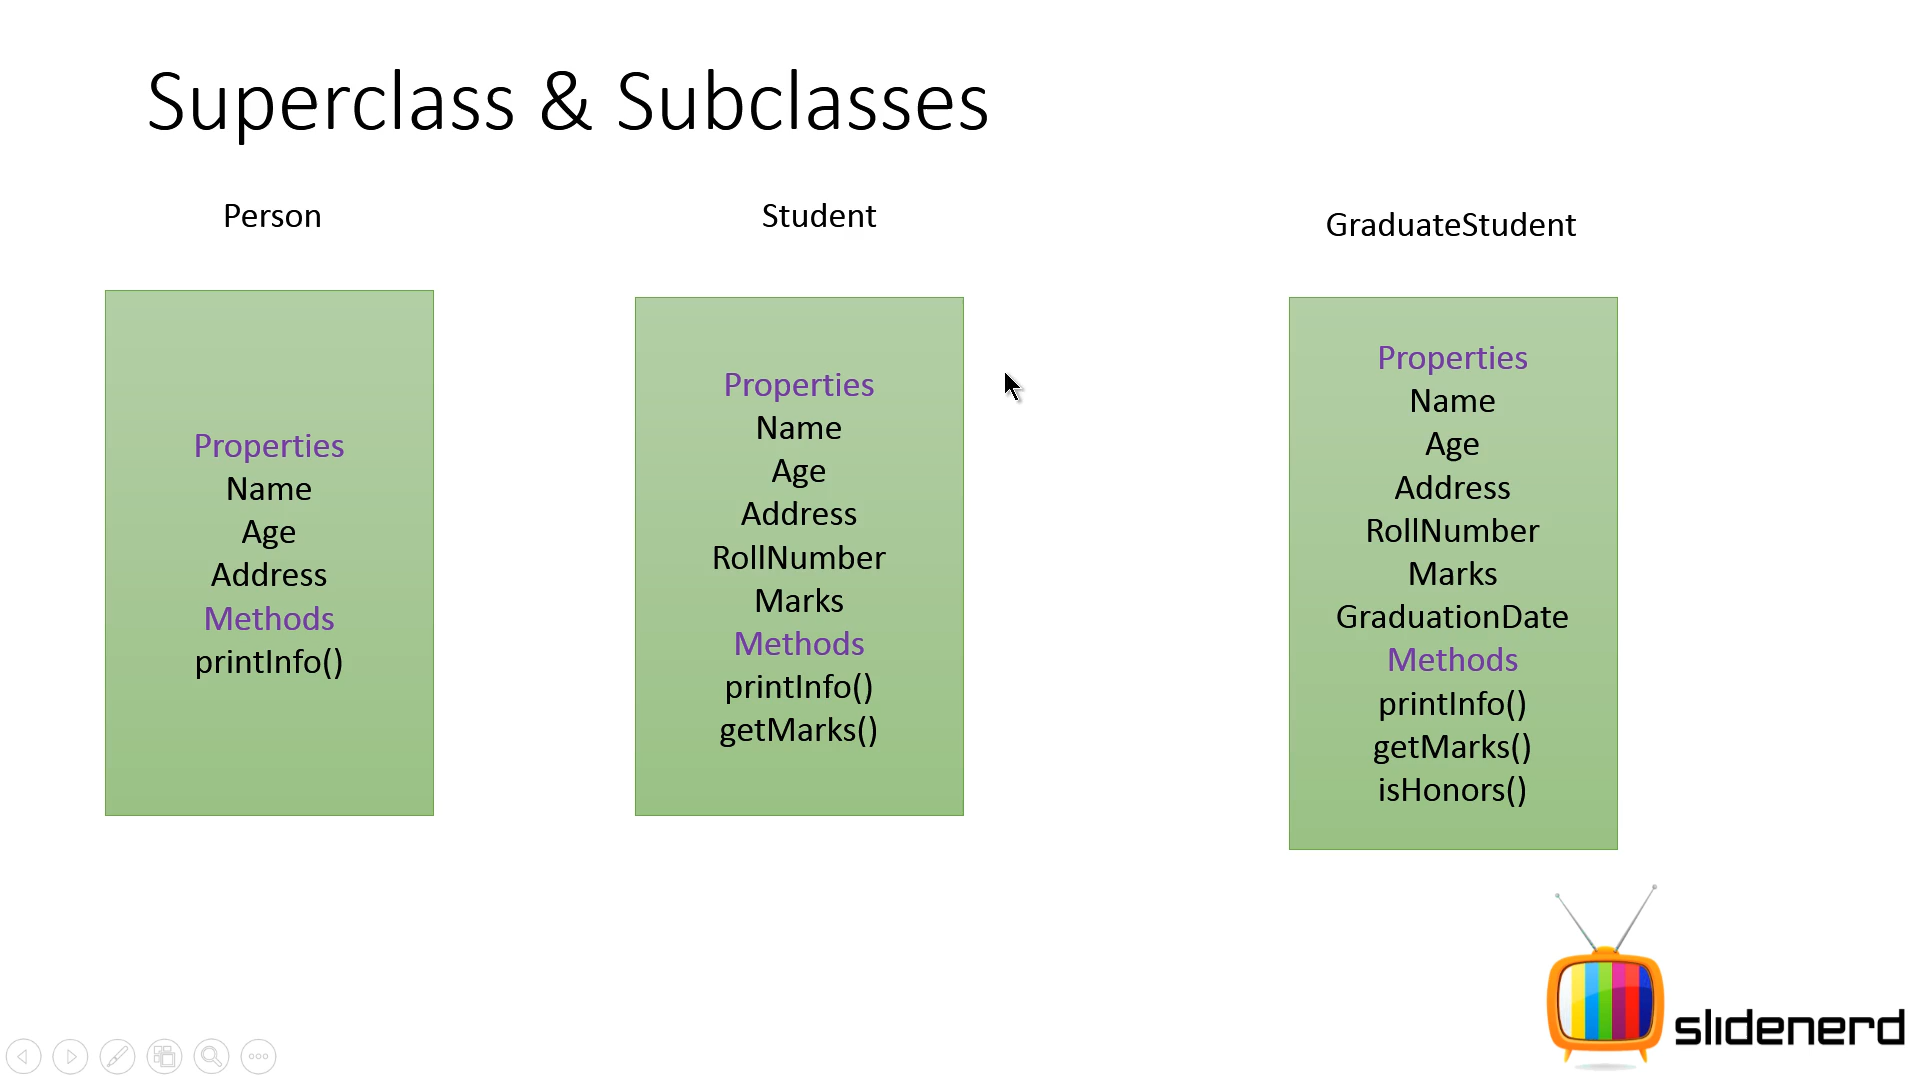 Superclass & Subclasses
Person
Properties
Name
Age
Address
Methods
printInfo()
Student
Properties
Name
Age
Address
RollNumber
Marks
Methods
printInfo()
getMarks()
GraduateStudent
Properties
Name
Age
Address
RollNumber
Marks
GraduationDate
Methods
printInfo()
getMarks()
isHonors()
slidenerd